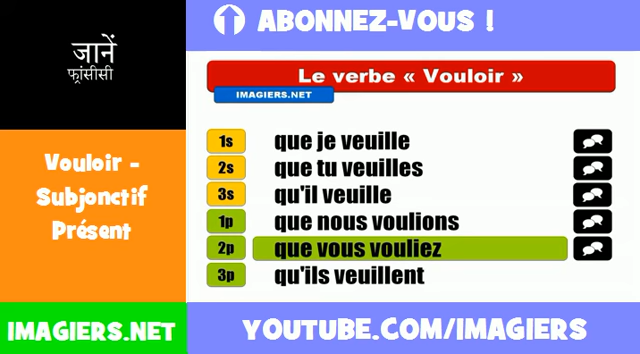 जानें
फ्रांसीसी
Vouloir -
Subjonctif
Présent
IMAGIERS.NET
ABONNEZ-VOUS !
Le verbe « Vouloir »
IMAGIERS.NET
1s que je veuille
2s que tu veuilles
3s qu'il veuille
1p que nous voulions
2p que vous vouliez
3p qu'ils veuillent
YOUTUBE.COM/IMAGIERS